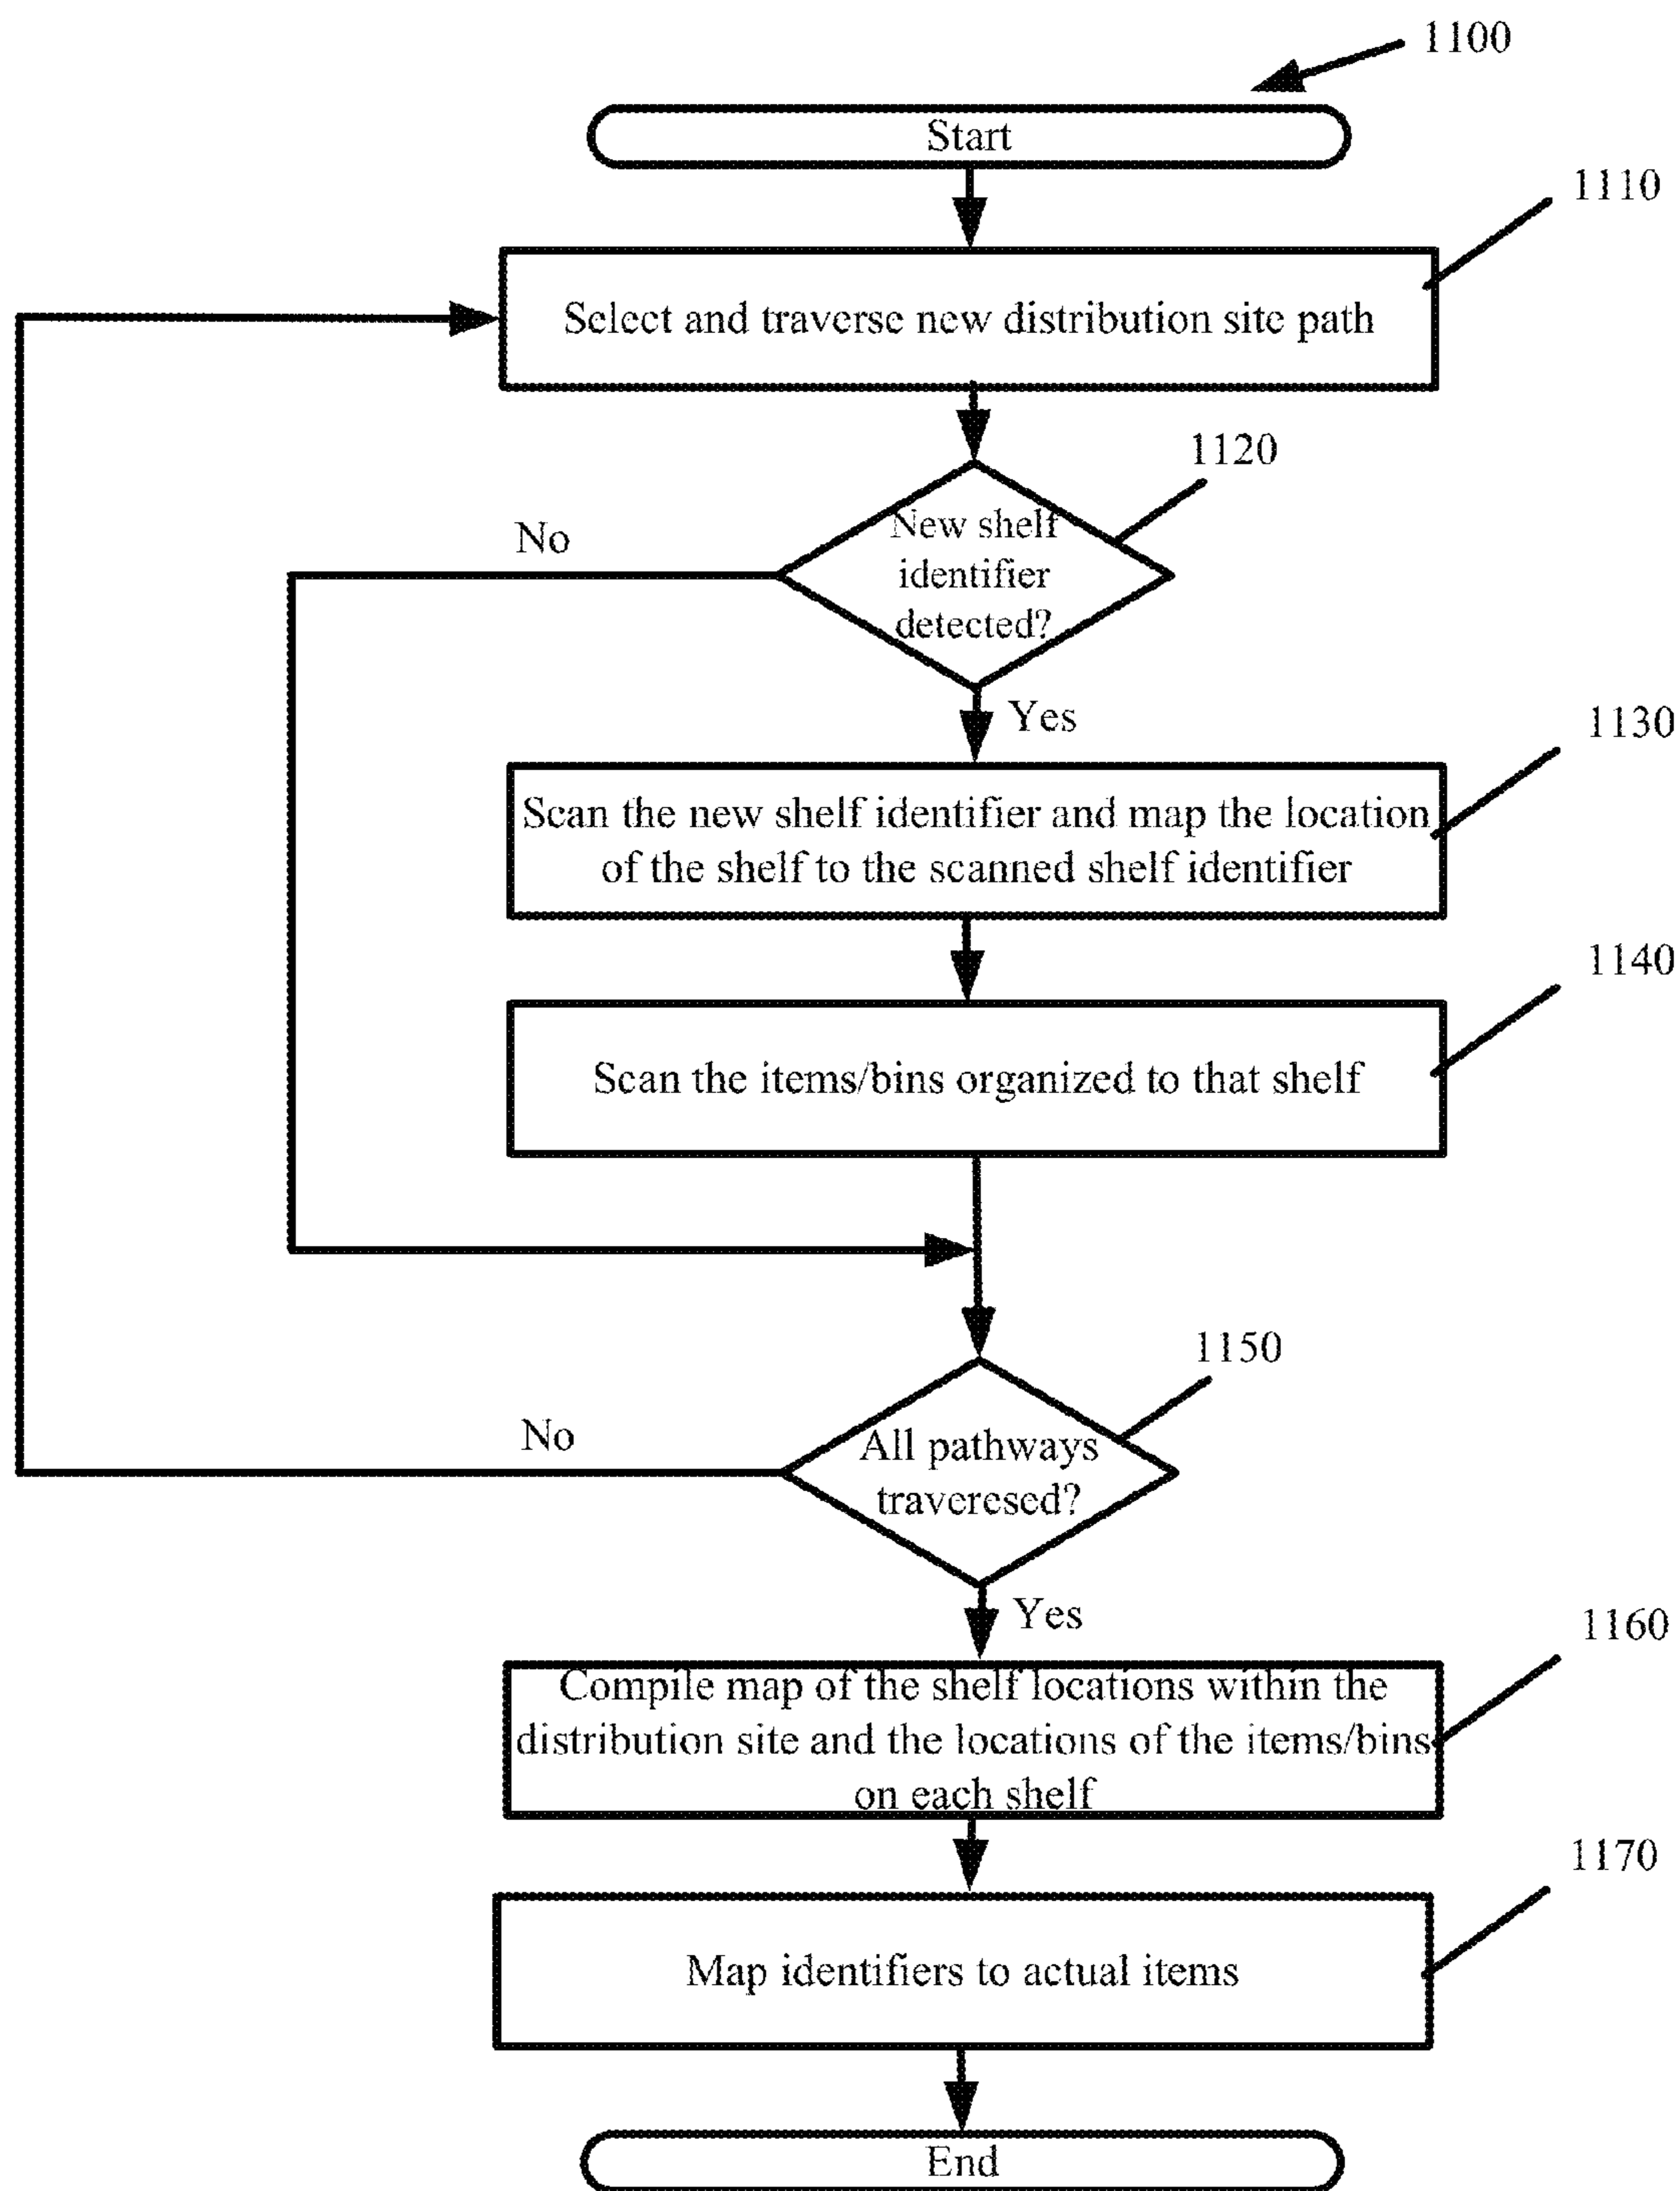 1100
Start
1110
Select and traverse new distribution site path
1120
No
New shelf
identifier
detected?
Yes
1130
Scan the new shelf identifier and map the location
of the shelf to the scanned shelf identifier
1140
Scan the items/bins organized to that shelf
1150
No
All pathways
traveresed?
Yes
1160
Compile map of the shelf locations within the
distribution site and the locations of the items/bins
on each shelf
1170
Map identifiers to actual items
End